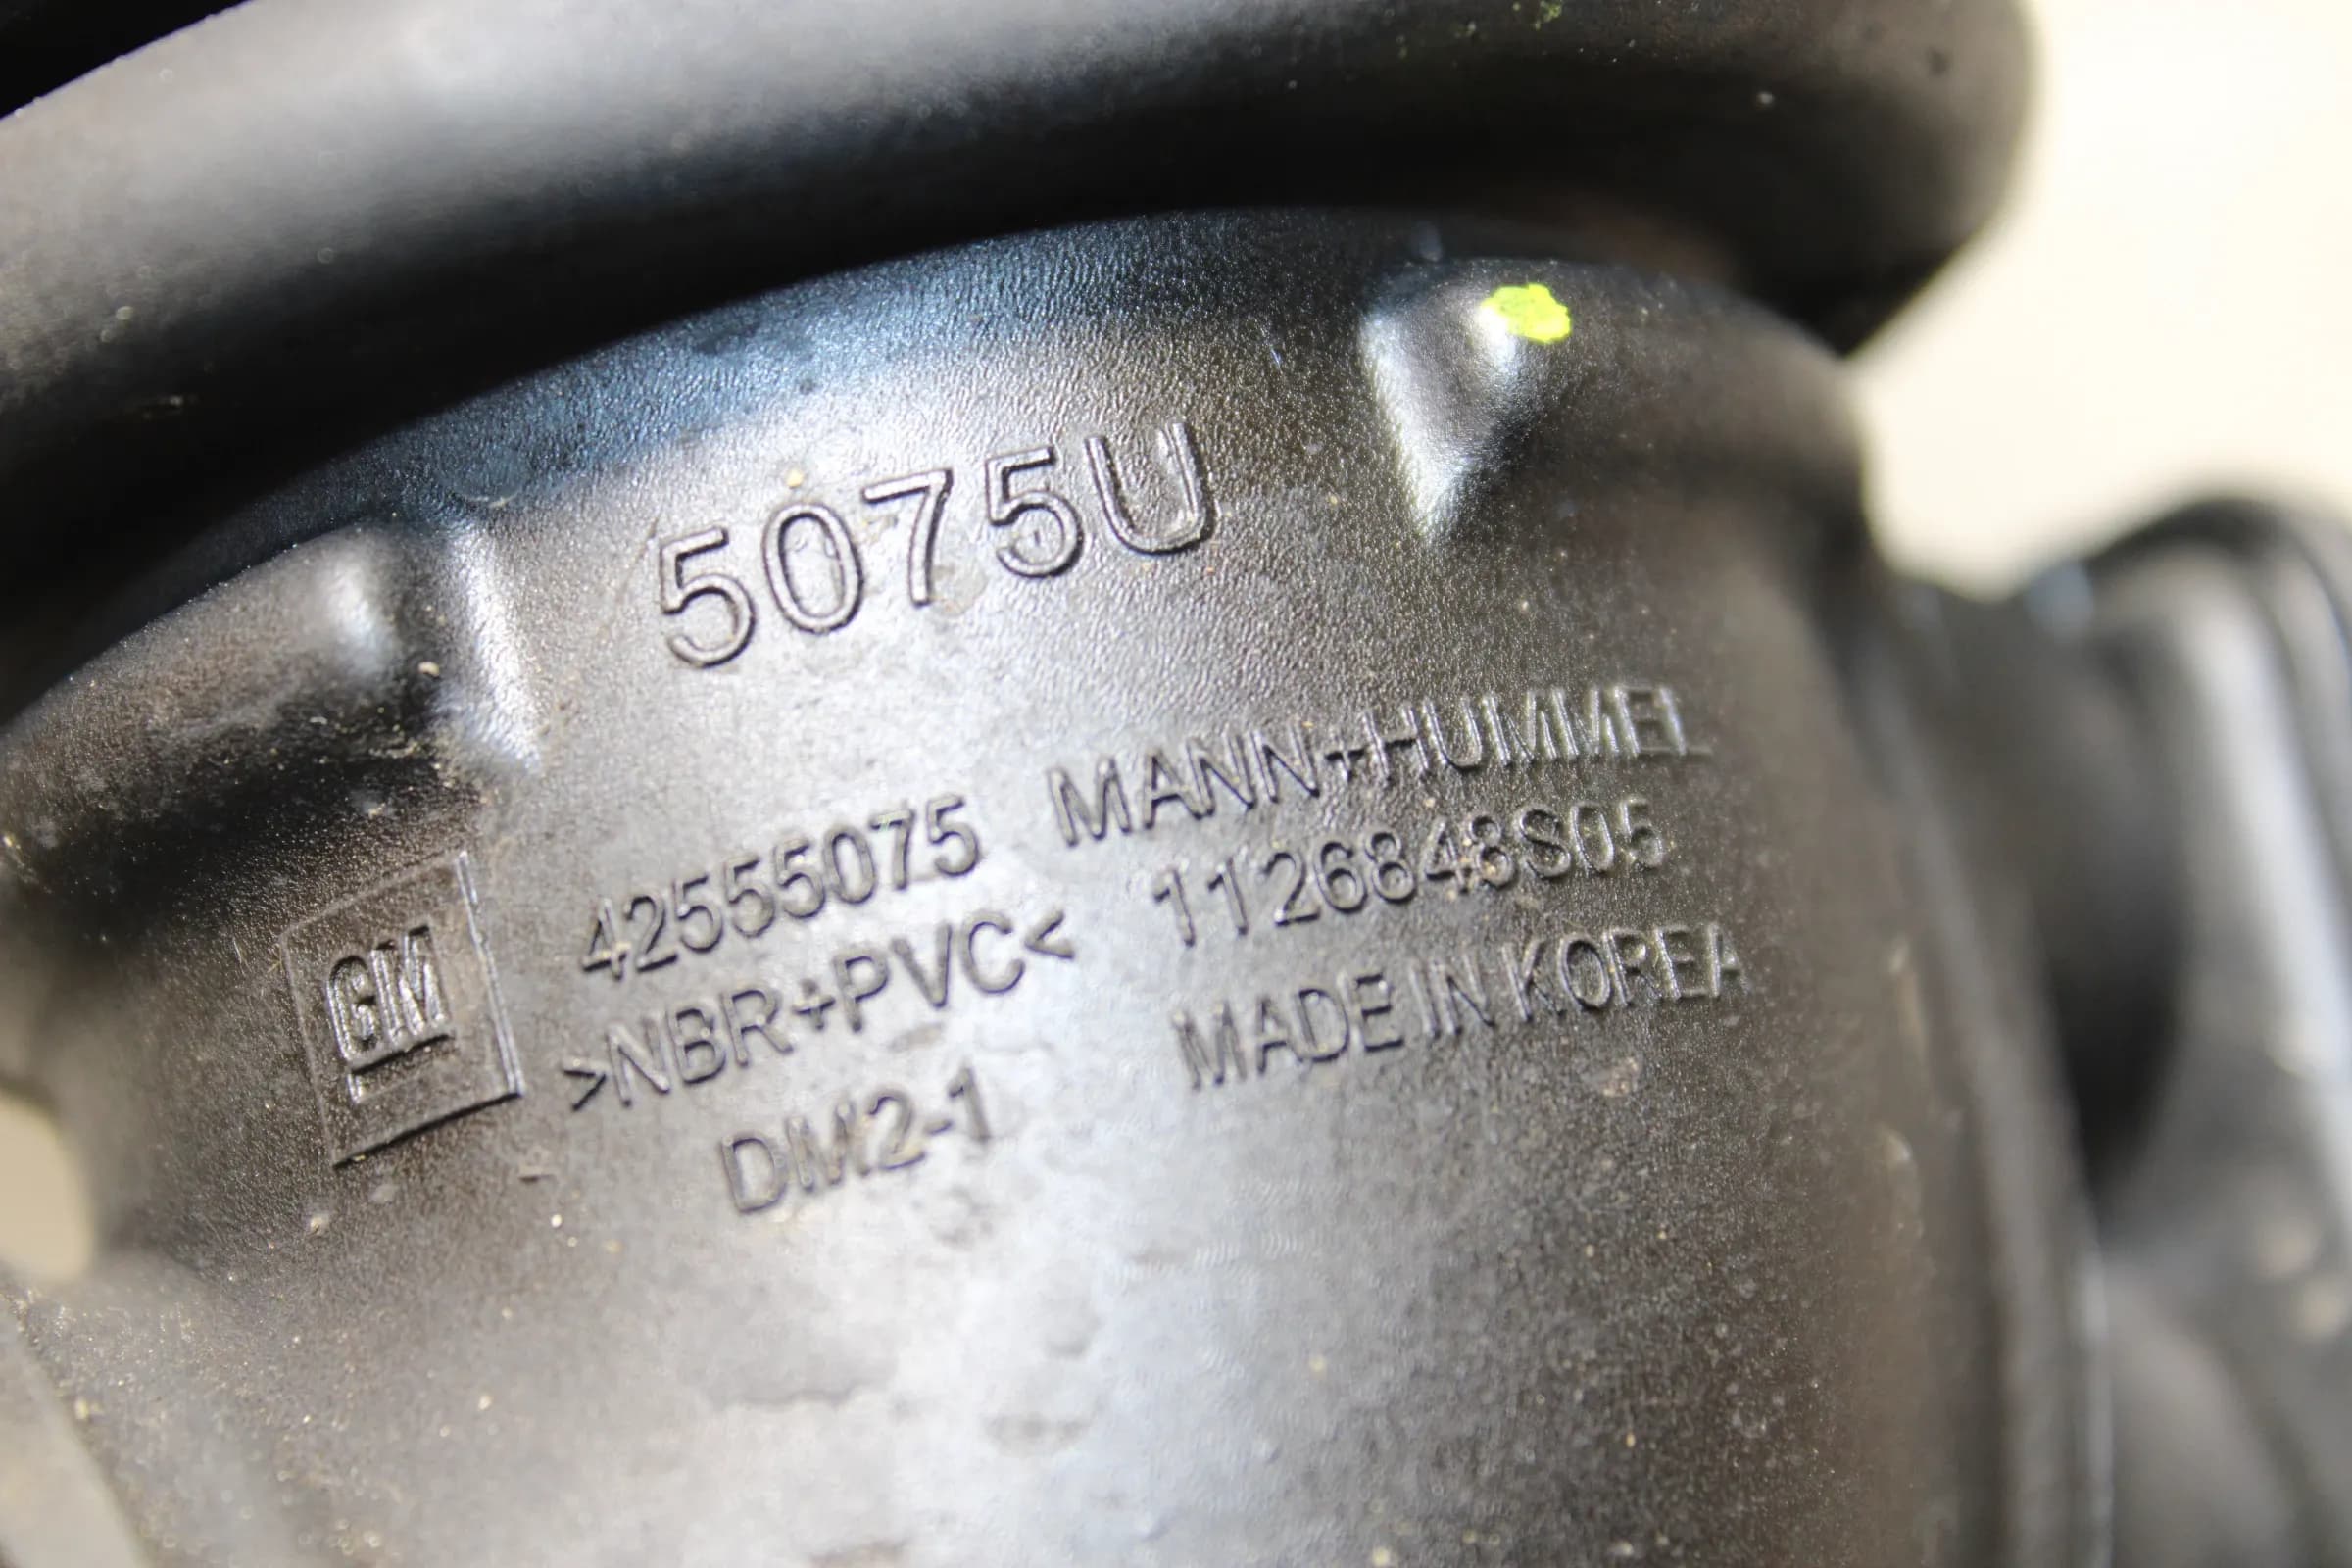 5075U
GM 42555075 MANN+HUMMEL
>NBR+PVC< 1126848S05
DM2-1 MADE IN KOREA